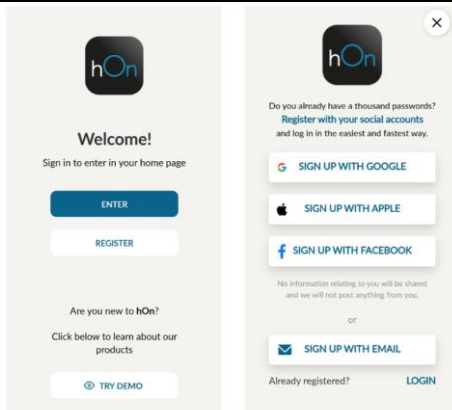 hOn
Welcome!
Sign in to enter in your home page
ENTER
REGISTER
Are you new to hOn?
Click below to learn about our
products
TRY DEMO
hOn
Do you already have a thousand passwords?
Register with your social accounts
and log in in the easiest and fastest way.
SIGN UP WITH GOOGLE
SIGN UP WITH APPLE
SIGN UP WITH FACEBOOK
No information relating to you will be shared
and we will not post anything from you.
or
SIGN UP WITH EMAIL
Already registered? LOGIN